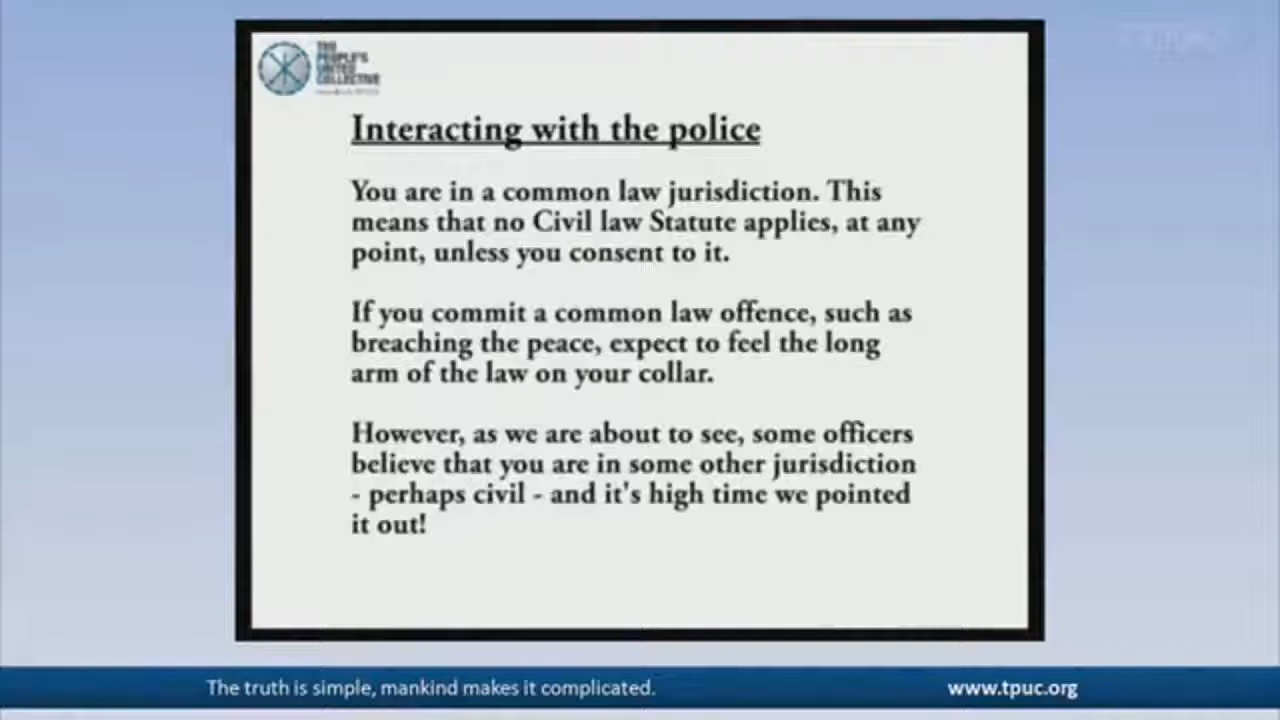 THE
PEOPLE'S
UNITED
COLLECTIVE
Interacting with the police
You are in a common law jurisdiction. This
means that no Civil law Statute applies, at any
point, unless you consent to it.
If you commit a common law offence, such as
breaching the peace, expect to feel the long
arm of the law on your collar.
However, as we are about to see, some officers
believe that you are in some other jurisdiction
- perhaps civil - and it's high time we pointed
it out!
The truth is simple, mankind makes it complicated.
www.tpuc.org